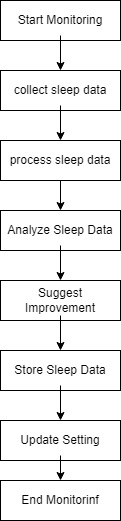 Start Monitoring
collect sleep data
process sleep data
Analyze Sleep Data
Suggest
Improvement
Store Sleep Data
Update Setting
End Monitorinf